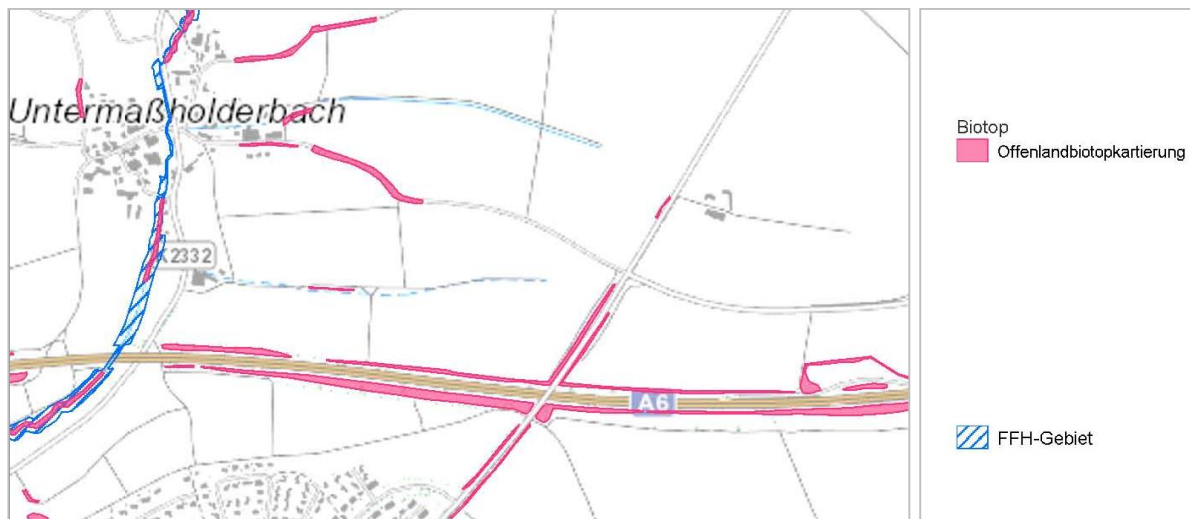 Untermaßholderbach
K 2332
A6
Biotop
Offenlandbiotopkartierung
FFH-Gebiet